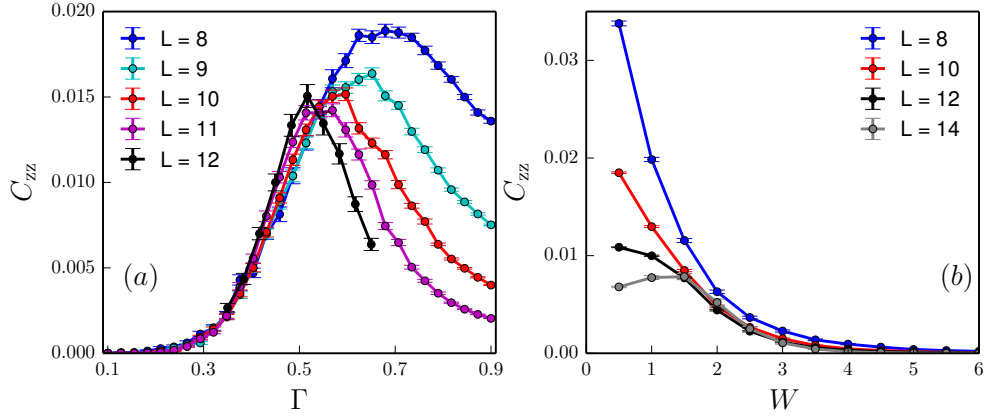 0.020
0.015
0.010
0.005
0.000
C_zz
L = 8
L = 9
L = 10
L = 11
L = 12
(a)
0.1 0.3 0.5 0.7 0.9
Γ
0.03
0.02
0.01
0.00
C_zz
L = 8
L = 10
L = 12
L = 14
(b)
0 1 2 3 4 5 6
W